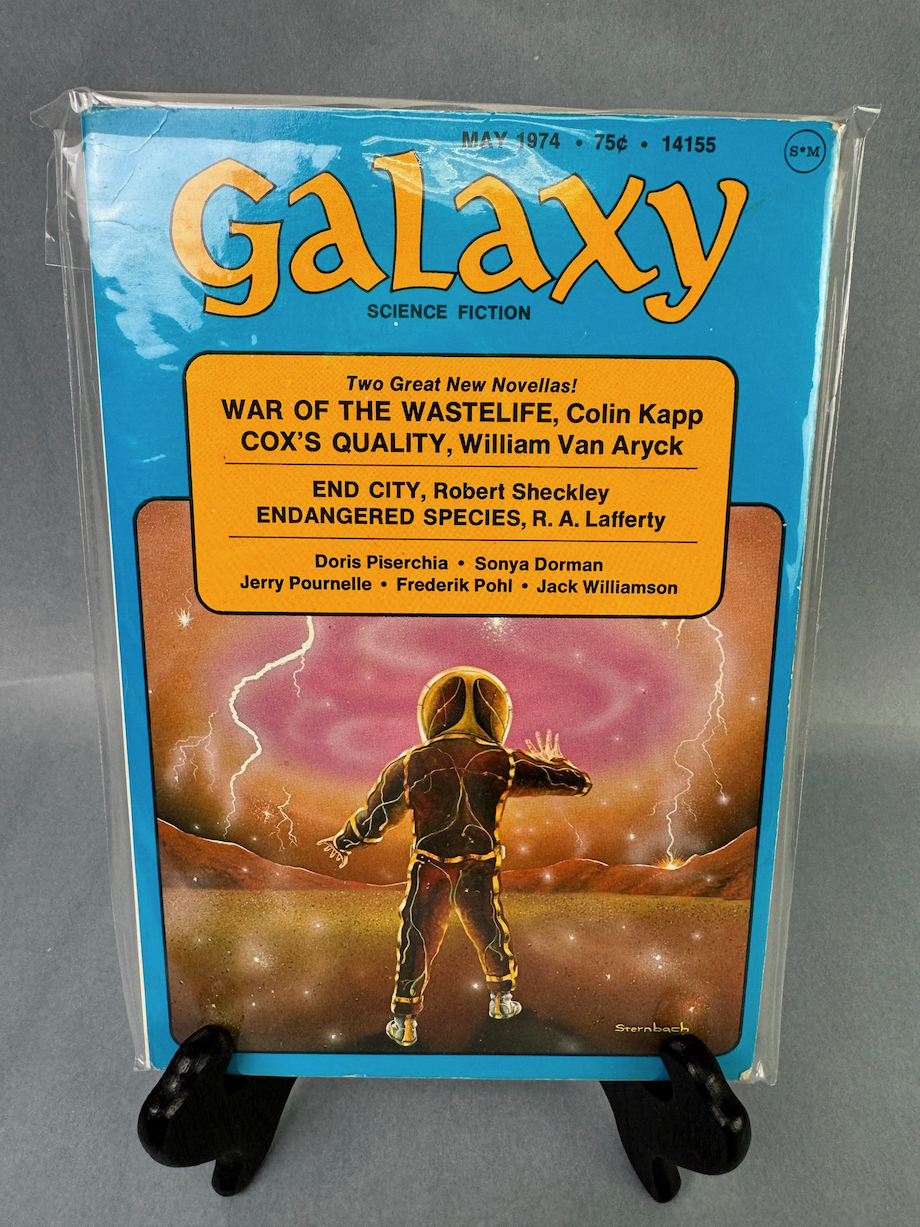 MAY 1974 • 75¢ • 14155
S*M
Galaxy
SCIENCE FICTION
Two Great New Novellas!
WAR OF THE WASTELIFE, Colin Kapp
COX'S QUALITY, William Van Aryck
END CITY, Robert Sheckley
ENDANGERED SPECIES, R. A. Lafferty
Doris Piserchia • Sonya Dorman
Jerry Pournelle • Frederik Pohl • Jack Williamson
Sternbach